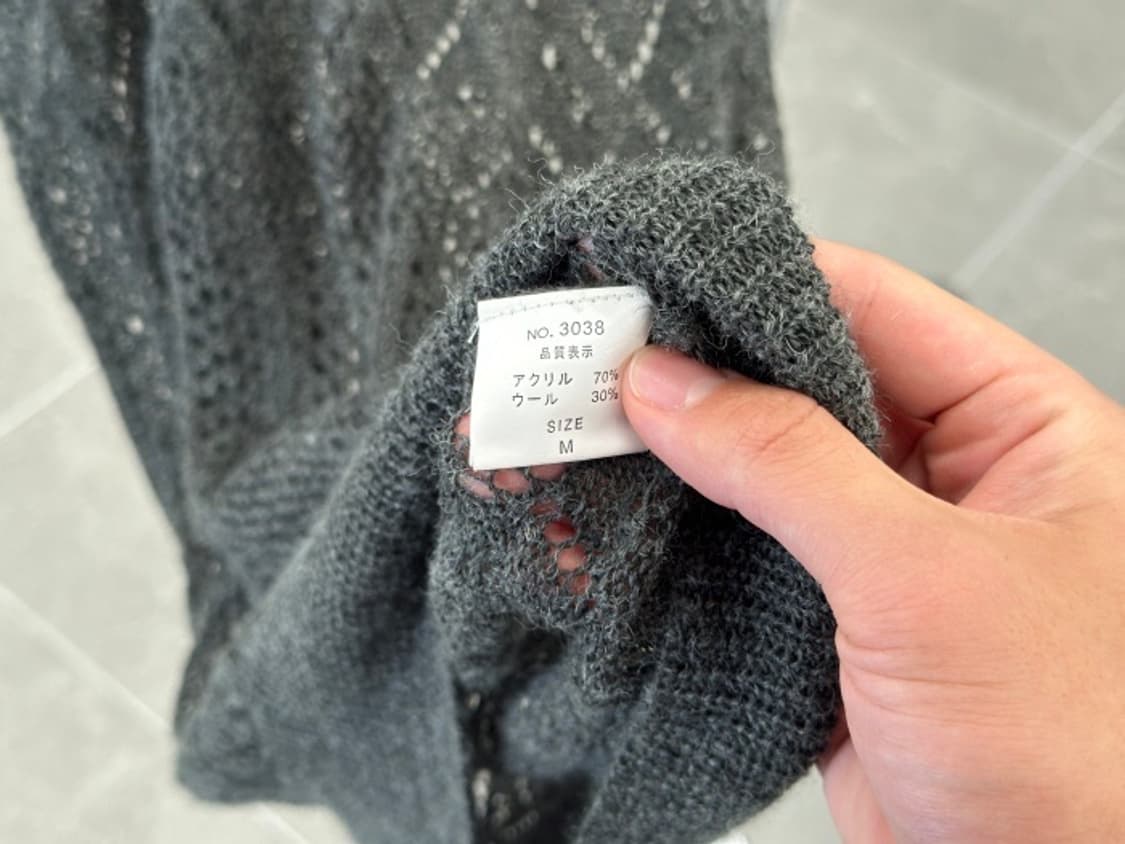 NO. 3038
品質表示
アクリル 70%
ウール 30%
SIZE
M